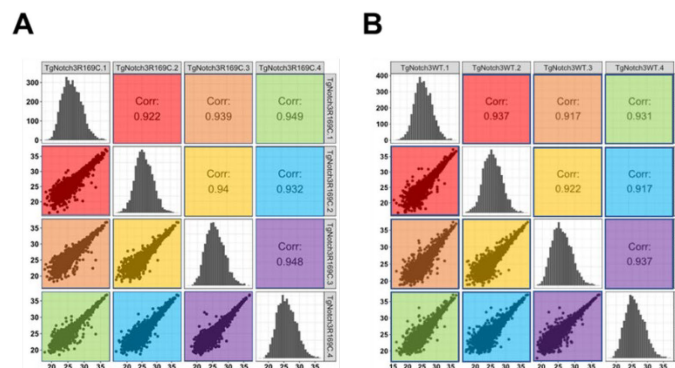 A
B
TgNotch3R169C.1 TgNotch3R169C.2 TgNotch3R169C.3 TgNotch3R169C.4
TgNotch3WT.1 TgNotch3WT.2 TgNotch3WT.3 TgNotch3WT.4
300
200
100
0
Corr:
0.922
Corr:
0.939
Corr:
0.949
TgNotch3R169C.1
400
300
200
100
0
Corr:
0.937
Corr:
0.917
Corr:
0.931
35
30
25
20
Corr:
0.94
Corr:
0.932
TgNotch3R169C.2
35
30
25
20
Corr:
0.922
Corr:
0.917
35
30
25
20
Corr:
0.948
TgNotch3R169C.3
35
30
25
20
Corr:
0.937
35
30
25
20
TgNotch3R169C.4
35
30
25
20
20 25 30 35 20 25 30 35 20 25 30 35 20 25 30 35
15 20 25 30 35 20 25 30 35 20 25 30 35 20 25 30 35